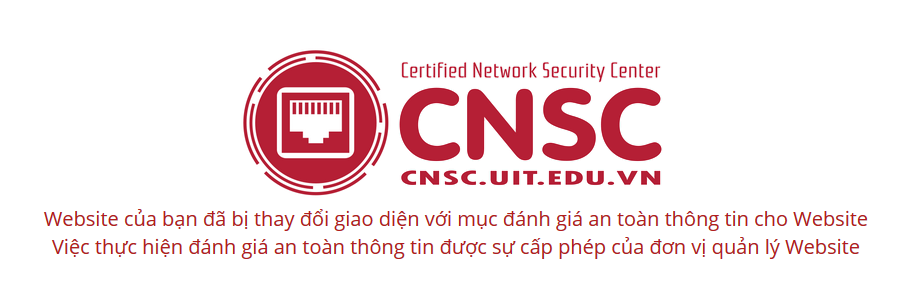 Certified Network Security Center
CNSC
CNSC.UIT.EDU.VN
Website của bạn đã bị thay đổi giao diện với mục đánh giá an toàn thông tin cho Website
Việc thực hiện đánh giá an toàn thông tin được sự cấp phép của đơn vị quản lý Website